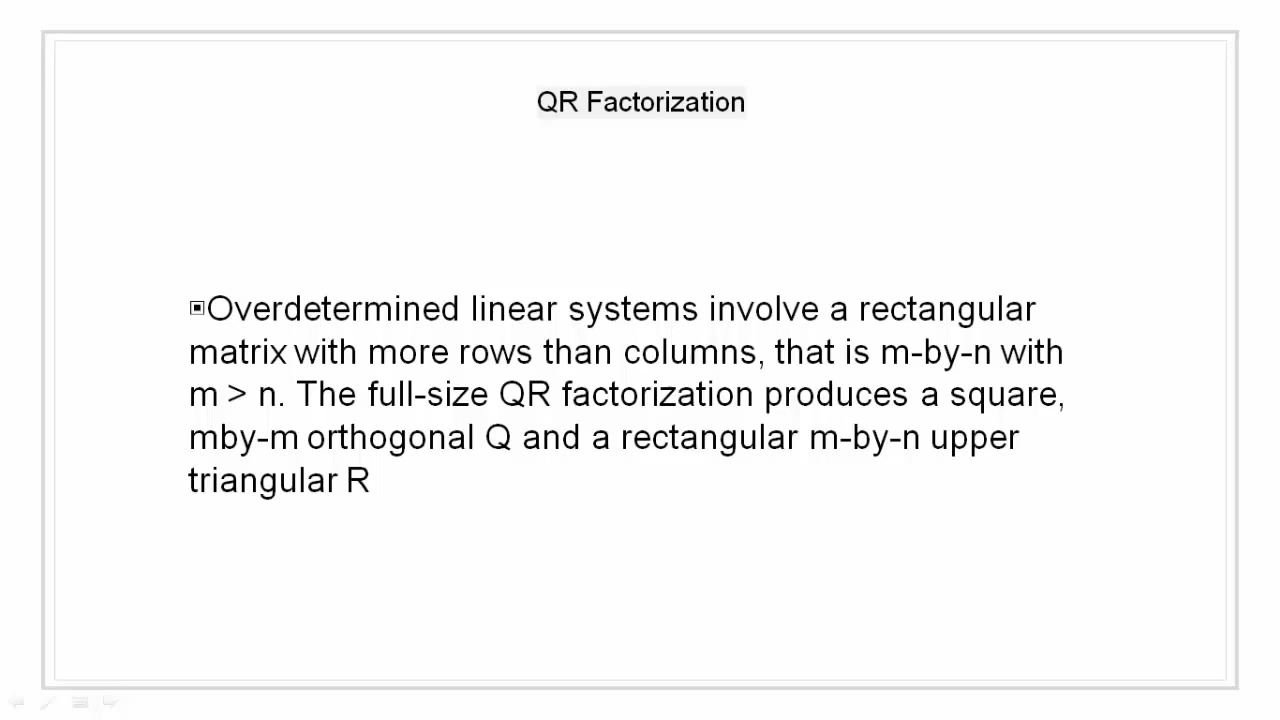 QR Factorization
▣Overdetermined linear systems involve a rectangular
matrix with more rows than columns, that is m-by-n with
m > n. The full-size QR factorization produces a square,
mby-m orthogonal Q and a rectangular m-by-n upper
triangular R